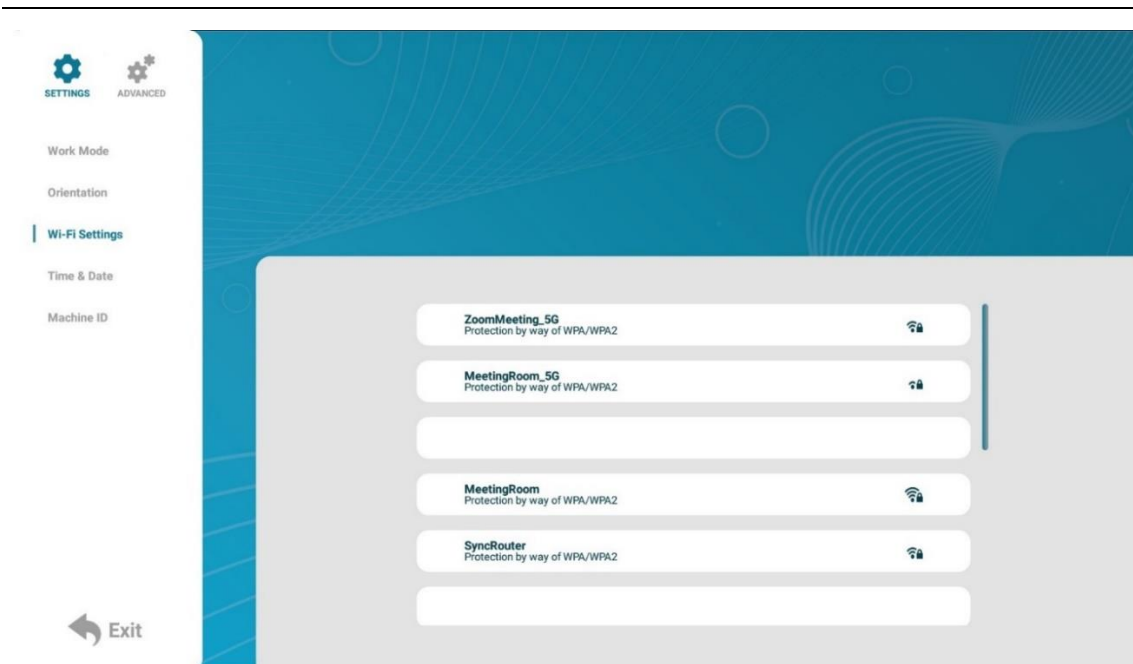 SETTINGS
ADVANCED
Work Mode
Orientation
Wi-Fi Settings
Time & Date
Machine ID
Exit
ZoomMeeting_5G
Protection by way of WPA/WPA2
MeetingRoom_5G
Protection by way of WPA/WPA2
MeetingRoom
Protection by way of WPA/WPA2
SyncRouter
Protection by way of WPA/WPA2